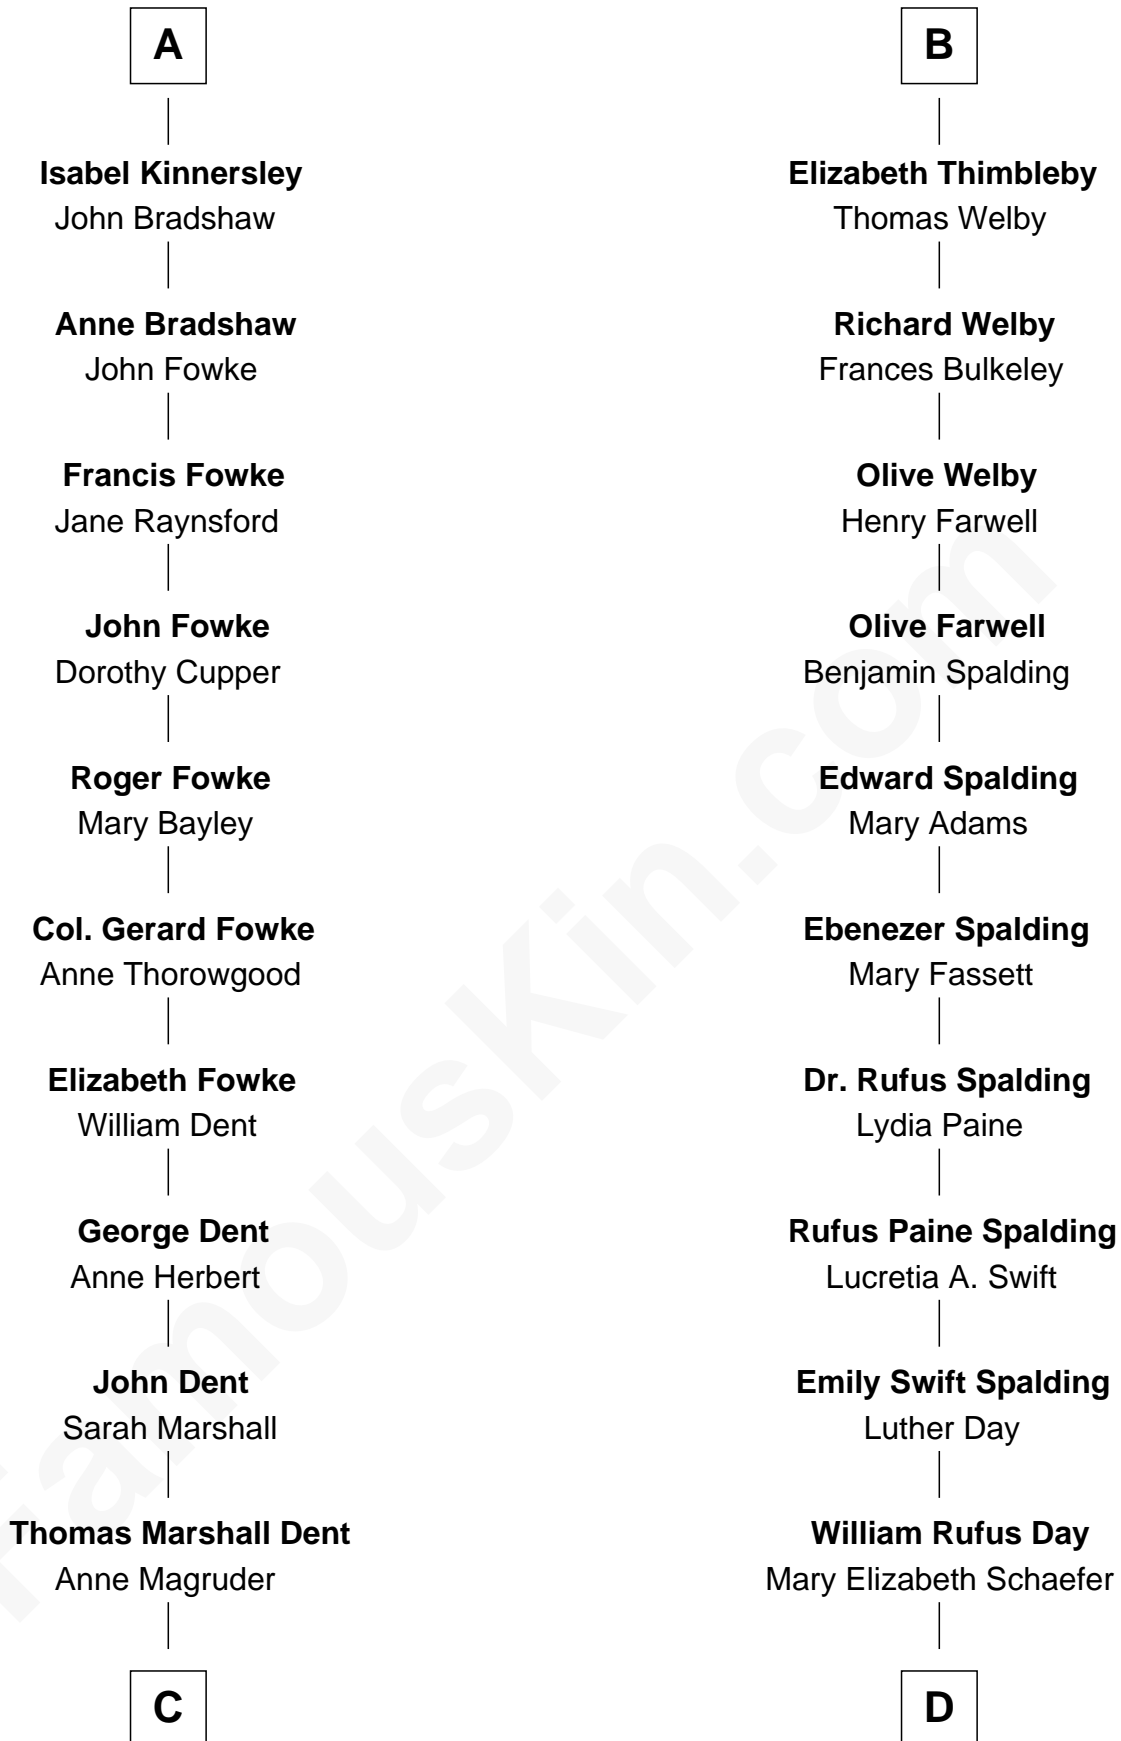 A
Isabel Kinnersley
John Bradshaw
Anne Bradshaw
John Fowke
Francis Fowke
Jane Raynsford
John Fowke
Dorothy Cupper
Roger Fowke
Mary Bayley
Col. Gerard Fowke
Anne Thorowgood
Elizabeth Fowke
William Dent
George Dent
Anne Herbert
John Dent
Sarah Marshall
Thomas Marshall Dent
Anne Magruder
C
B
Elizabeth Thimbleby
Thomas Welby
Richard Welby
Frances Bulkeley
Olive Welby
Henry Farwell
Olive Farwell
Benjamin Spalding
Edward Spalding
Mary Adams
Ebenezer Spalding
Mary Fassett
Dr. Rufus Spalding
Lydia Paine
Rufus Paine Spalding
Lucretia A. Swift
Emily Swift Spalding
Luther Day
William Rufus Day
Mary Elizabeth Schaefer
D
FamousKin.com